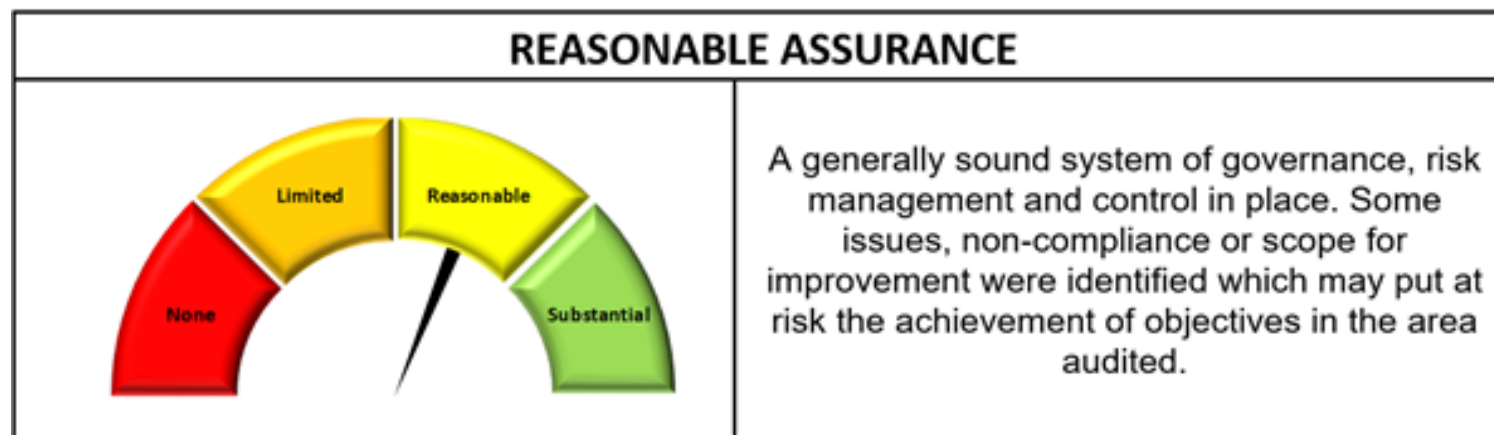 REASONABLE ASSURANCE
Limited
Reasonable
None
Substantial
A generally sound system of governance, risk
management and control in place. Some
issues, non-compliance or scope for
improvement were identified which may put at
risk the achievement of objectives in the area
audited.